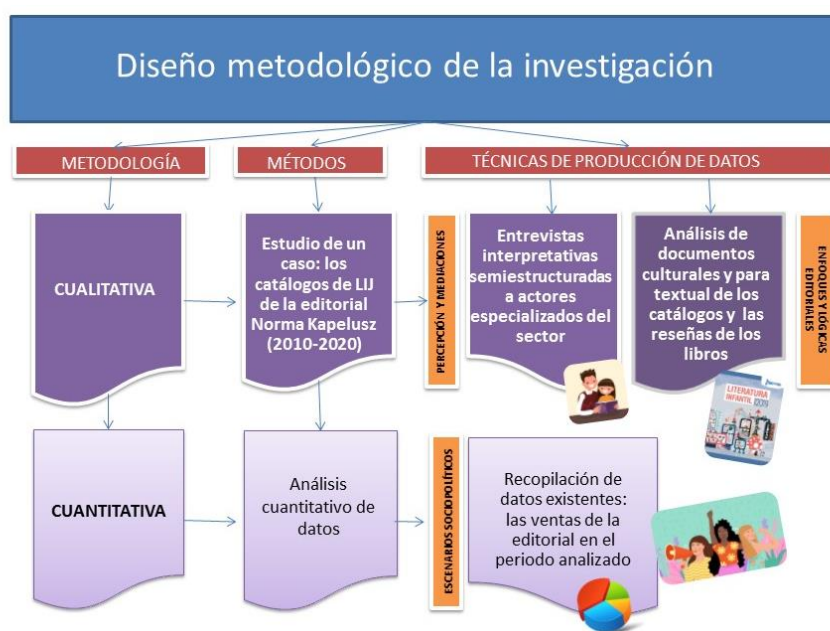 Diseño metodológico de la investigación
METODOLOGÍA
MÉTODOS
TÉCNICAS DE PRODUCCIÓN DE DATOS
CUALITATIVA
Estudio de un
caso: los
catálogos de LIJ
de la editorial
Norma Kapelusz
(2010-2020)
PERCEPCIÓN Y MEDIACIONES
Entrevistas
interpretativas
semiestructuradas
a actores
especializados del
sector
Análisis de
documentos
culturales y para
textual de los
catálogos y las
reseñas de los
libros
ENFOQUES Y LÓGICAS
EDITORIALES
LITERATURA
INFANTIL 2019
CUANTITATIVA
Análisis
cuantitativo de
datos
ESCENARIOS SOCIOPOLÍTICOS
Recopilación de
datos existentes:
las ventas de la
editorial en el
periodo analizado